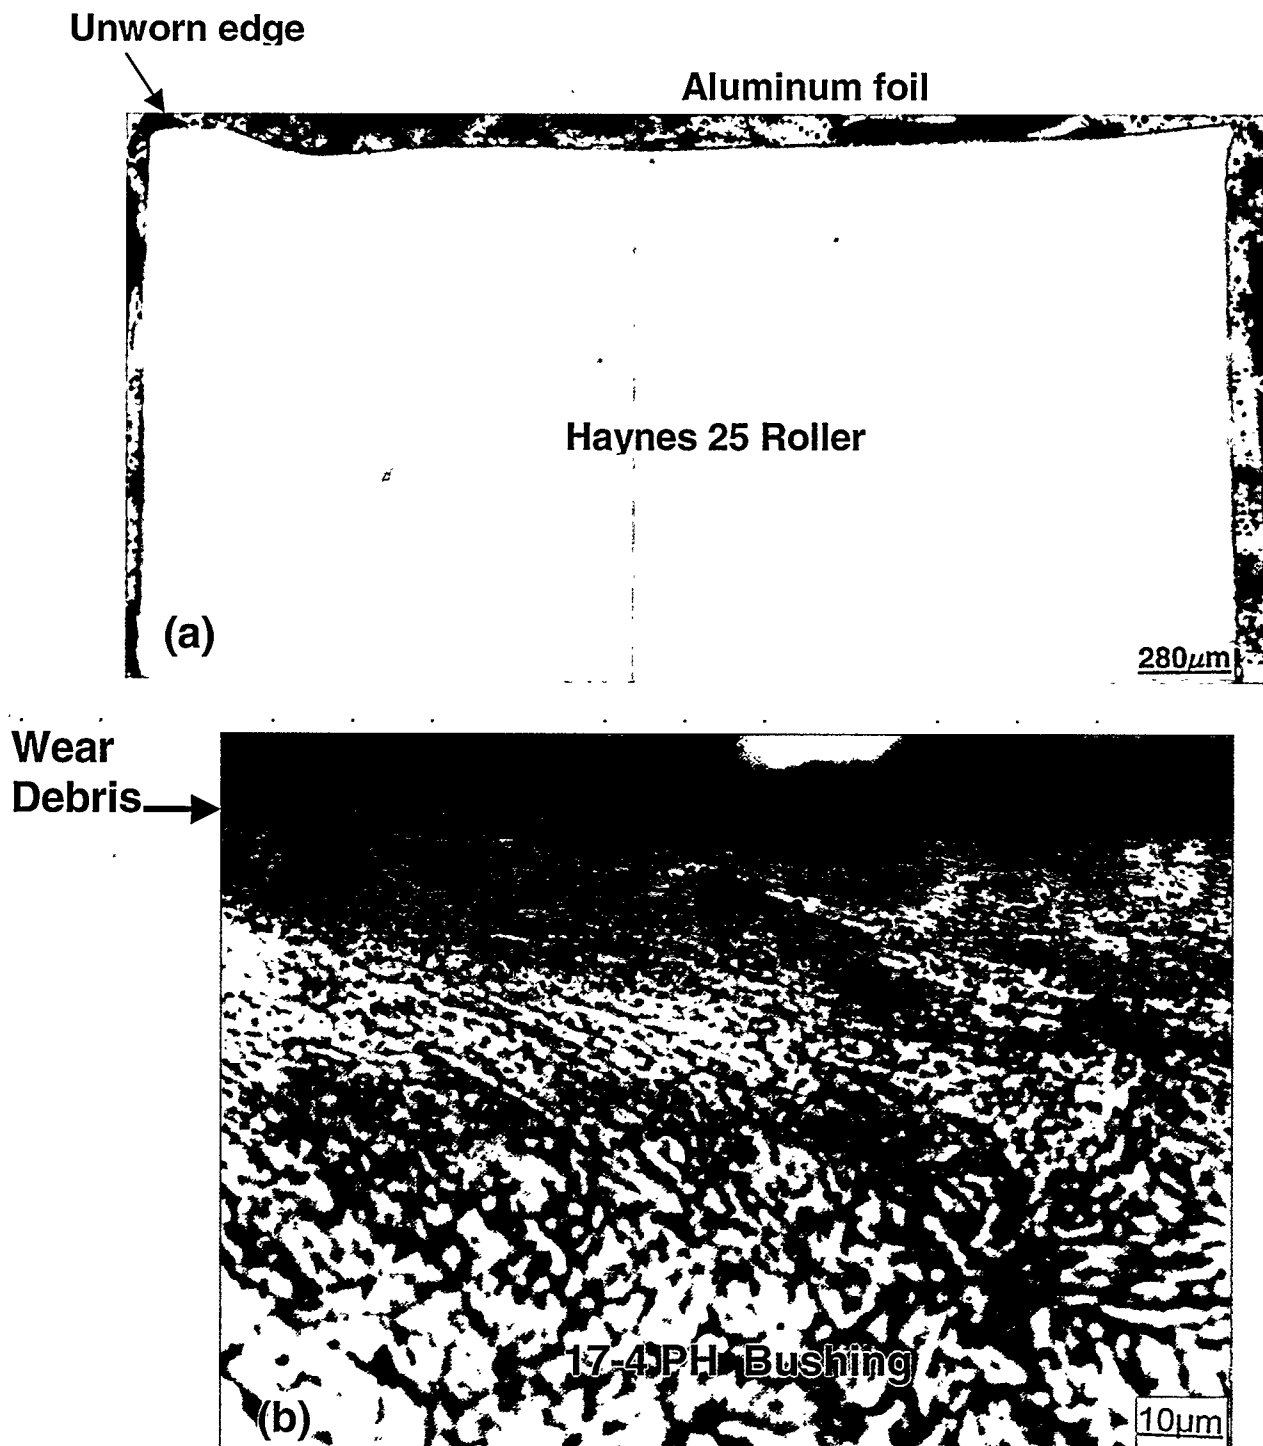 Unworn edge
Aluminum foil
Haynes 25 Roller
(a)
280μm
Wear
Debris
17-4 PH Bushing
(b)
10μm